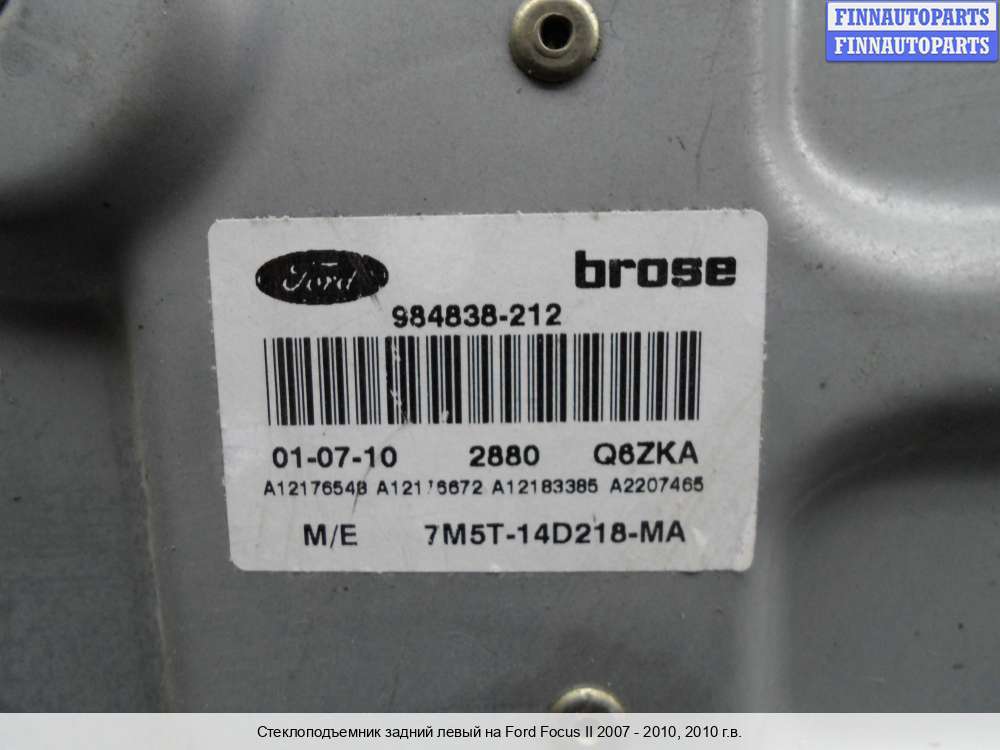 FINNAUTOPARTS
FINNAUTOPARTS
Ford brose
984838-212
01-07-10 2880 Q6ZKA
A12183385 A2207465
M/E 7M5T-14D218-MA
Стеклоподъемник задний левый на Ford Focus II 2007 - 2010, 2010 г.в.